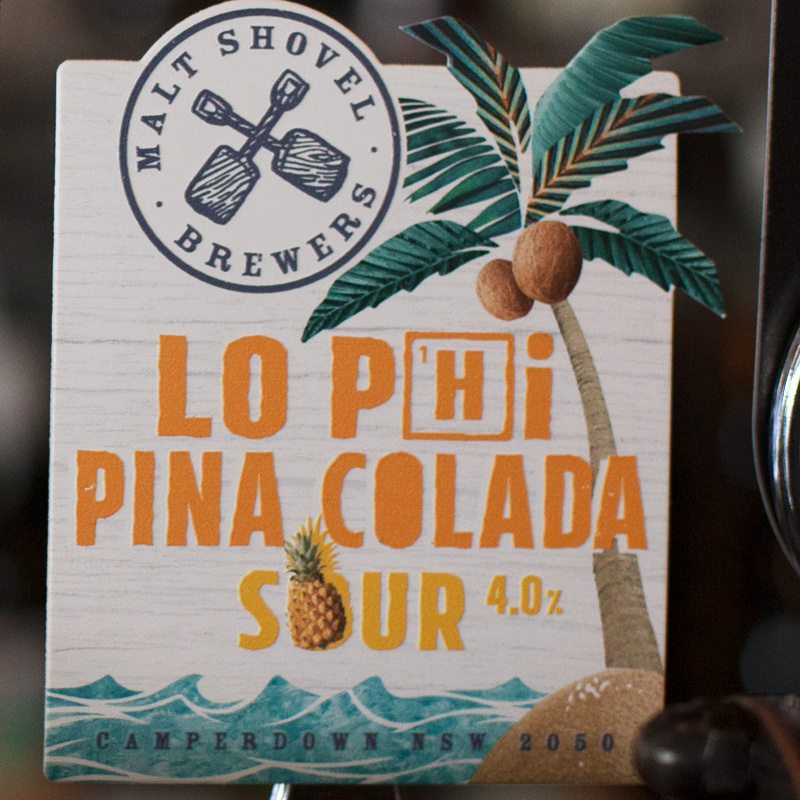 MALT SHOVEL
BREWERS
LO P¹Hi
PINA COLADA
SOUR 4.0%
CAMPERDOWN NSW 2050